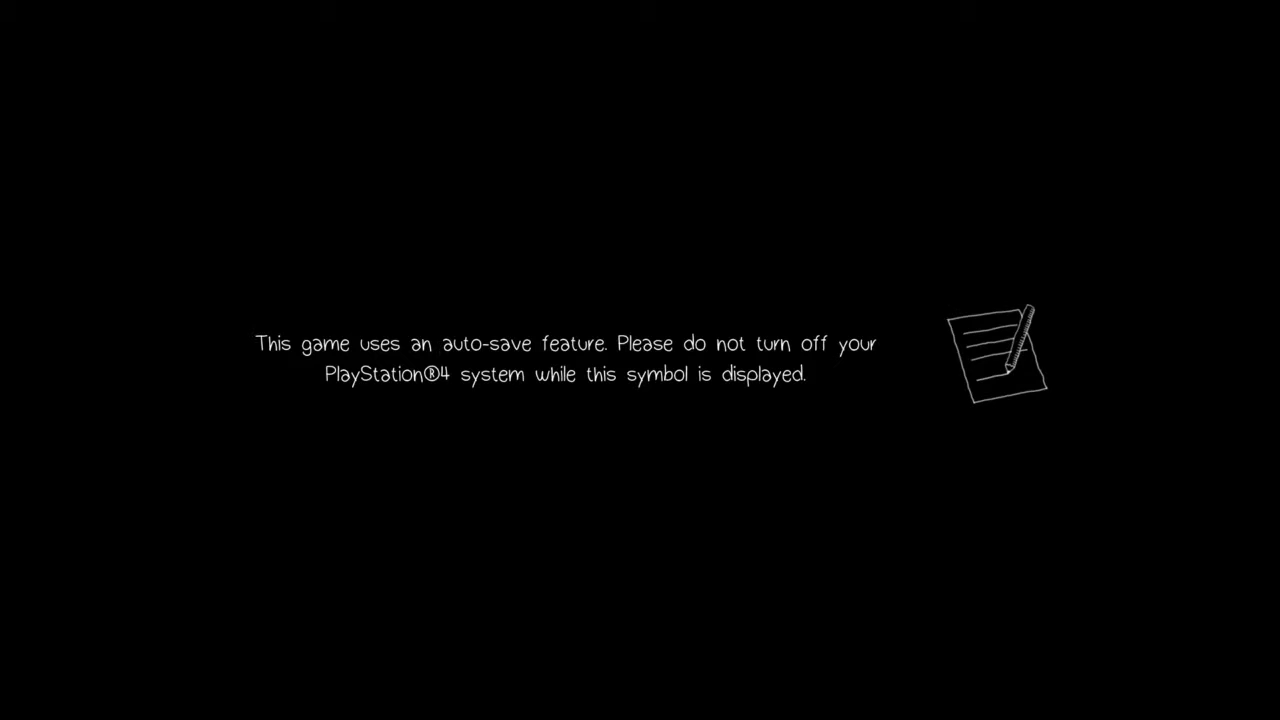 This game uses an auto-save feature. Please do not turn off your
PlayStation®4 system while this symbol is displayed.